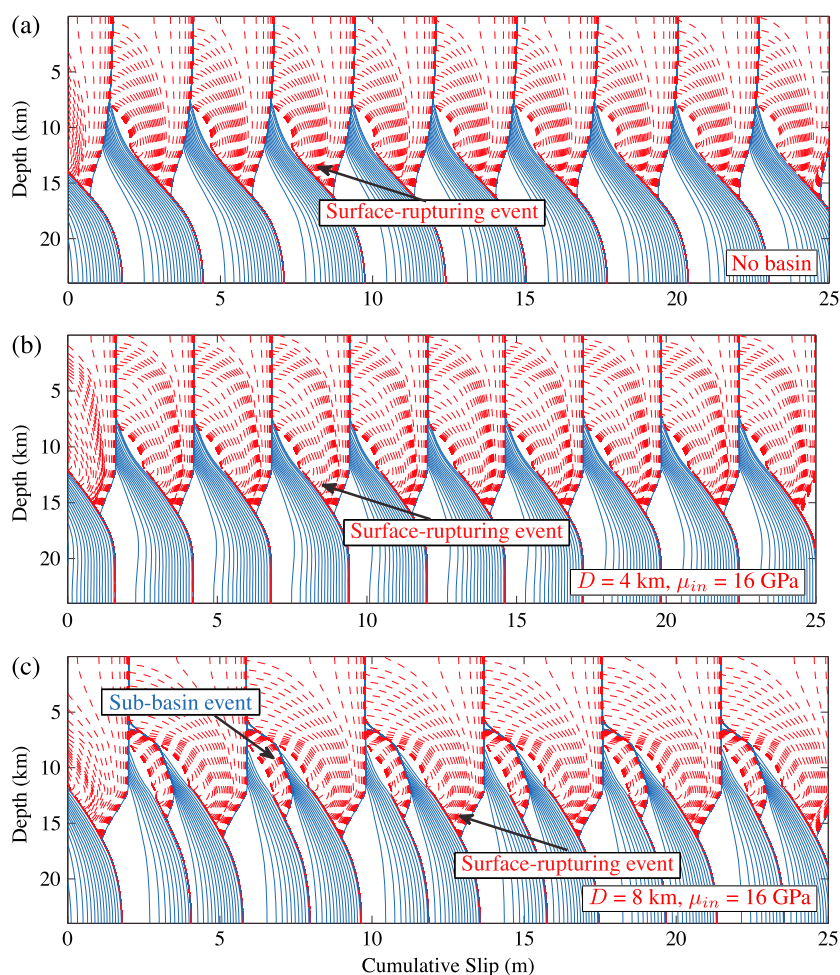 (a)
5
10
15
20
Depth (km)
Surface-rupturing event
No basin
0 5 10 15 20 25
(b)
5
10
15
20
Depth (km)
Surface-rupturing event
D = 4 km, μin = 16 GPa
0 5 10 15 20 25
(c)
Sub-basin event
5
10
15
20
Depth (km)
Surface-rupturing event
D = 8 km, μin = 16 GPa
0 5 10 15 20 25
Cumulative Slip (m)